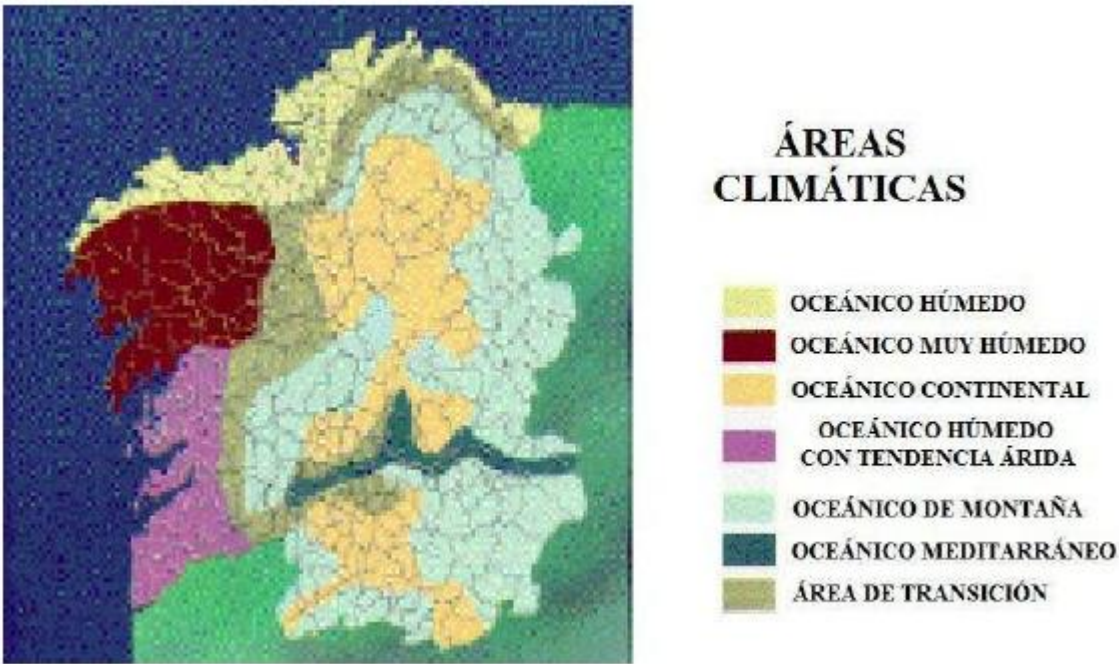 ÁREAS
CLIMÁTICAS
OCEÁNICO HÚMEDO
OCEÁNICO MUY HÚMEDO
OCEÁNICO CONTINENTAL
OCEÁNICO HÚMEDO
CON TENDENCIA ÁRIDA
OCEÁNICO DE MONTAÑA
OCEÁNICO MEDITARRÁNEO
ÁREA DE TRANSICIÓN